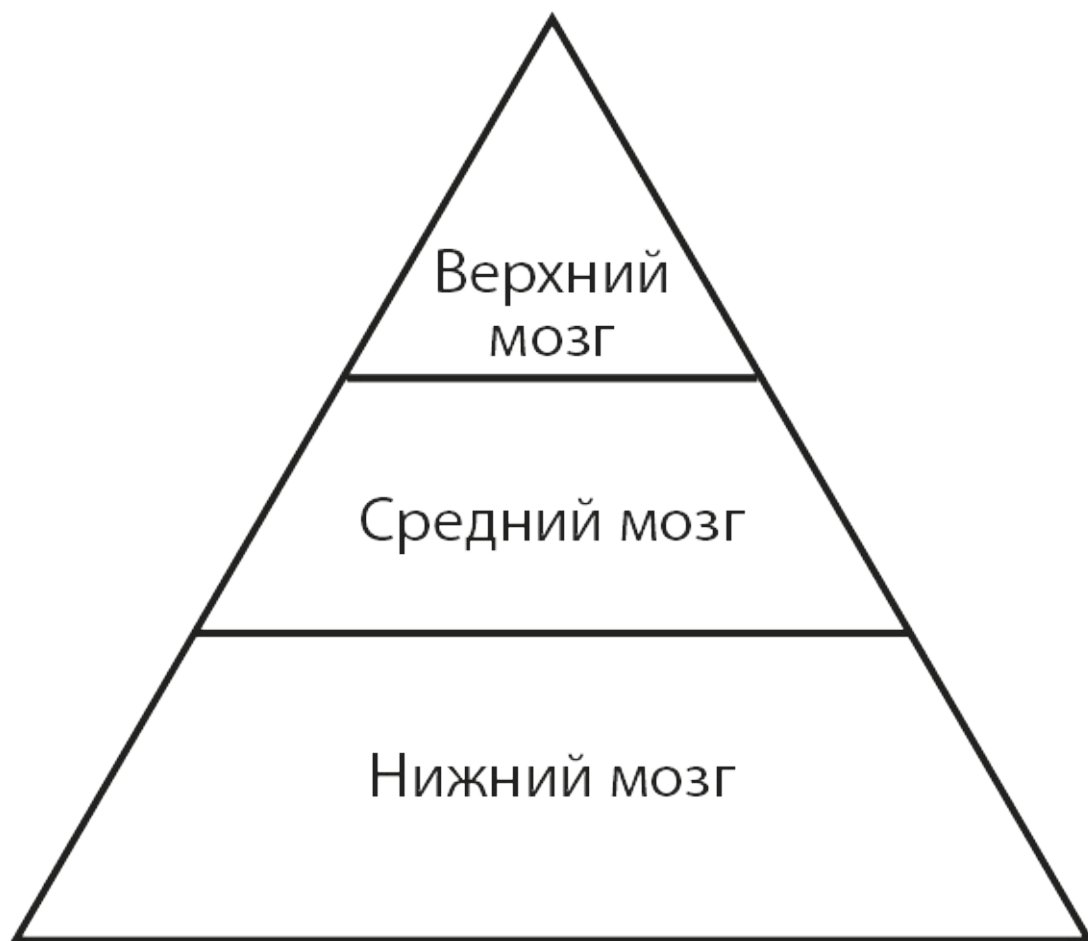 Верхний
мозг
Средний мозг
Нижний мозг